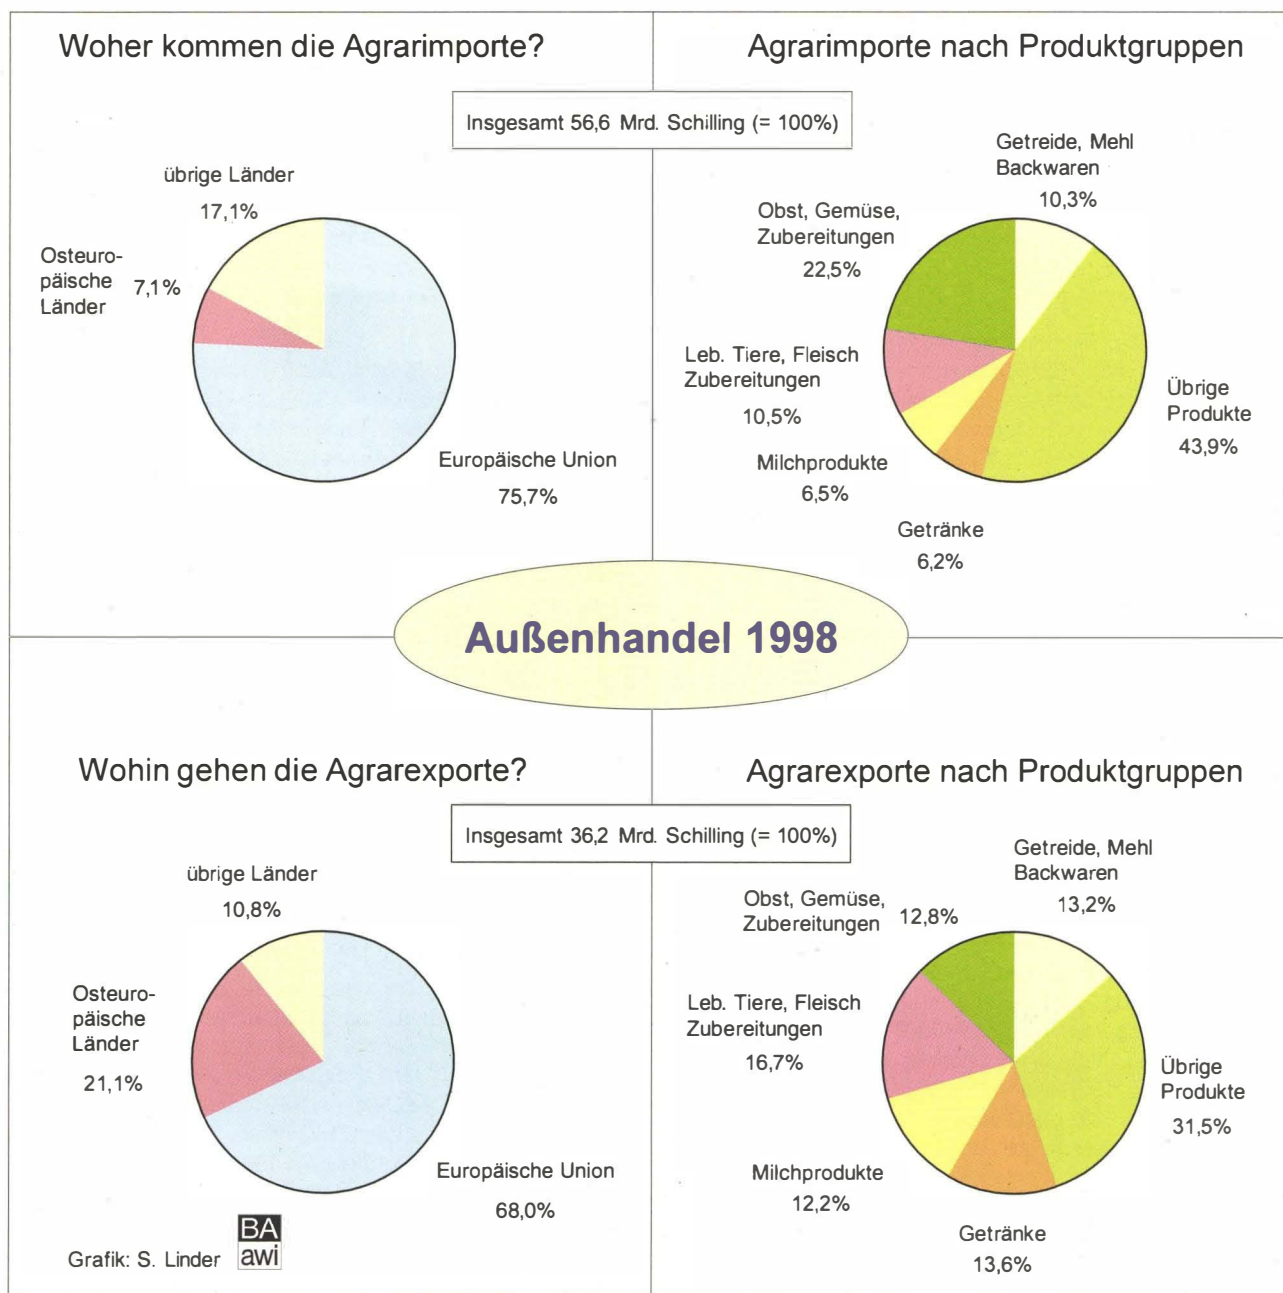 Woher kommen die Agrarimporte?
Agrarimporte nach Produktgruppen
Insgesamt 56,6 Mrd. Schilling (= 100%)
übrige Länder
17,1%
Osteuro-
päische
Länder
7,1%
Europäische Union
75,7%
Getreide, Mehl
Backwaren
10,3%
Obst, Gemüse,
Zubereitungen
22,5%
Leb. Tiere, Fleisch
Zubereitungen
10,5%
Übrige
Produkte
43,9%
Milchprodukte
6,5%
Getränke
6,2%
Außenhandel 1998
Wohin gehen die Agrarexporte?
Agrarexporte nach Produktgruppen
Insgesamt 36,2 Mrd. Schilling (= 100%)
übrige Länder
10,8%
Osteuro-
päische
Länder
21,1%
Europäische Union
68,0%
Getreide, Mehl
Backwaren
13,2%
Obst, Gemüse,
Zubereitungen
12,8%
Leb. Tiere, Fleisch
Zubereitungen
16,7%
Übrige
Produkte
31,5%
Milchprodukte
12,2%
Getränke
13,6%
Grafik: S. Linder
BA
awi